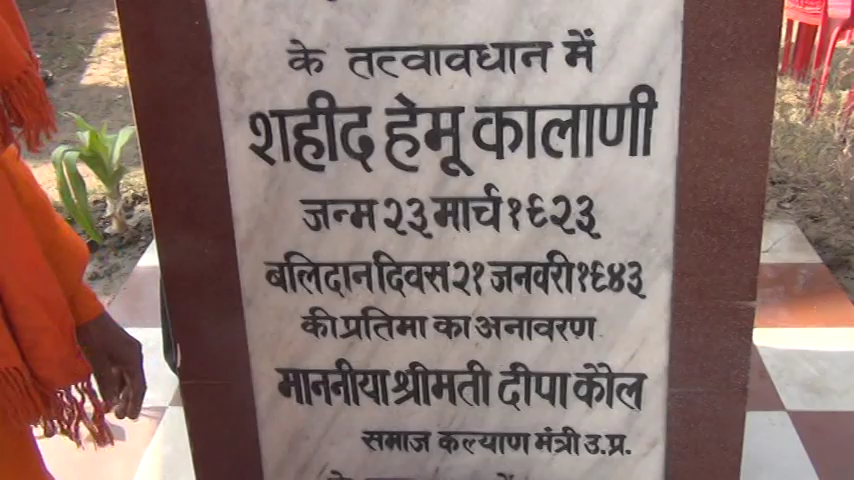 के तत्वावधान में
शहीद हेमू कालाणी
जन्म २३ मार्च १९२३
बलिदान दिवस २१ जनवरी १९४३
की प्रतिमा का अनावरण
माननीया श्रीमती दीपा कौल
समाज कल्याण मंत्री उ.प्र.